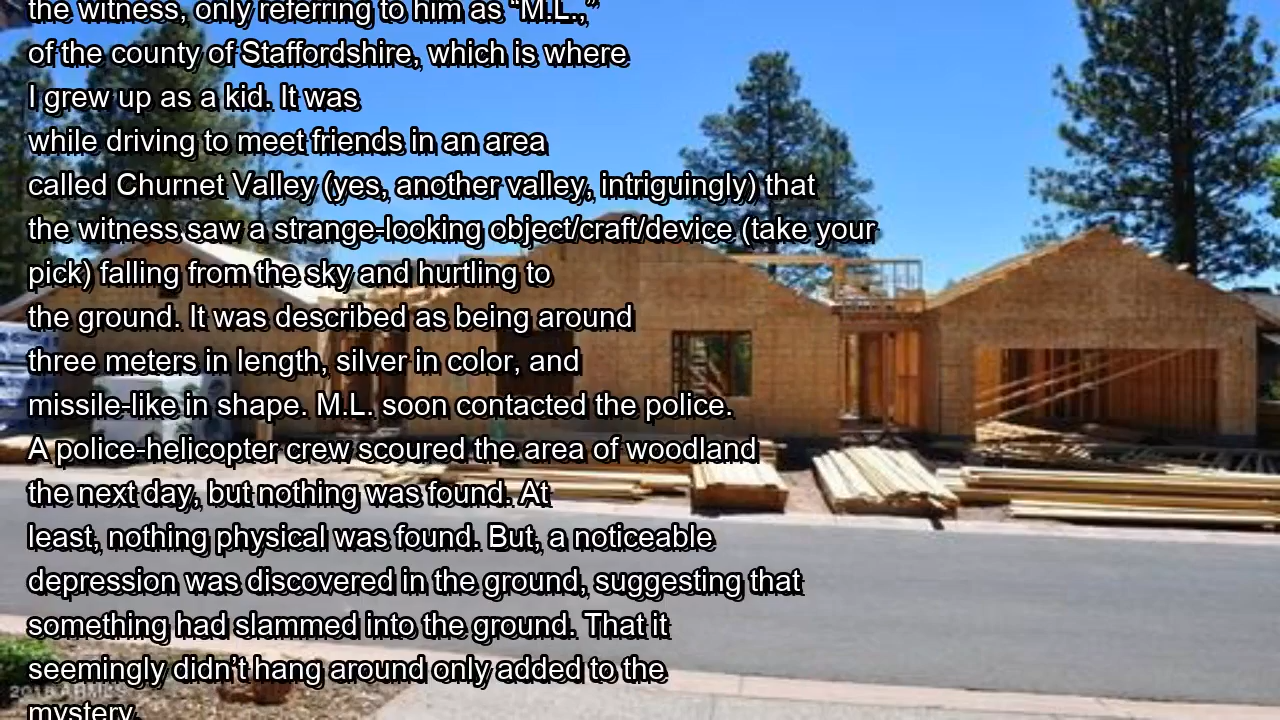 the witness, only referring to him as “M.L.,”
of the county of Staffordshire, which is where
I grew up as a kid. It was
while driving to meet friends in an area
called Churnet Valley (yes, another valley, intriguingly) that
the witness saw a strange-looking object/craft/device (take your
pick) falling from the sky and hurtling to
the ground. It was described as being around
three meters in length, silver in color, and
missile-like in shape. M.L. soon contacted the police.
A police-helicopter crew scoured the area of woodland
the next day, but nothing was found. At
least, nothing physical was found. But, a noticeable
depression was discovered in the ground, suggesting that
something had slammed into the ground. That it
seemingly didn’t hang around only added to the
mystery.